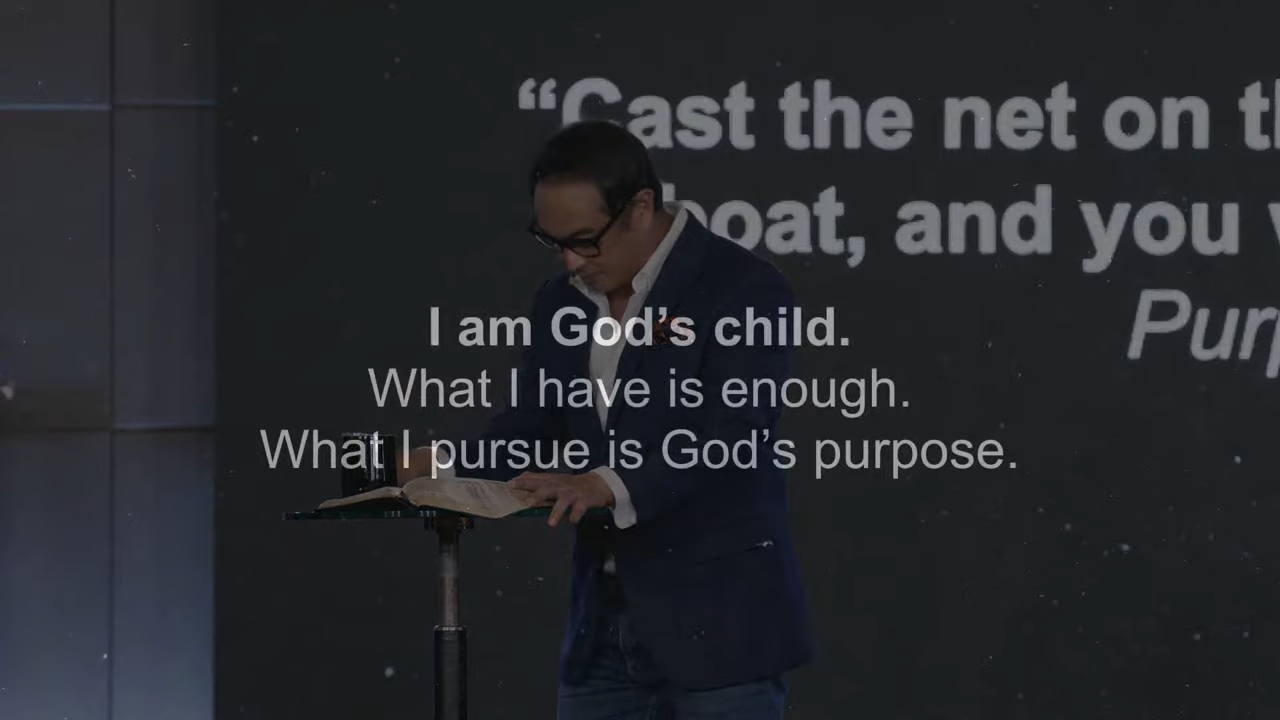 “Cast the net on
boat, and you
I am God’s child.
What I have is enough.
What I pursue is God’s purpose.